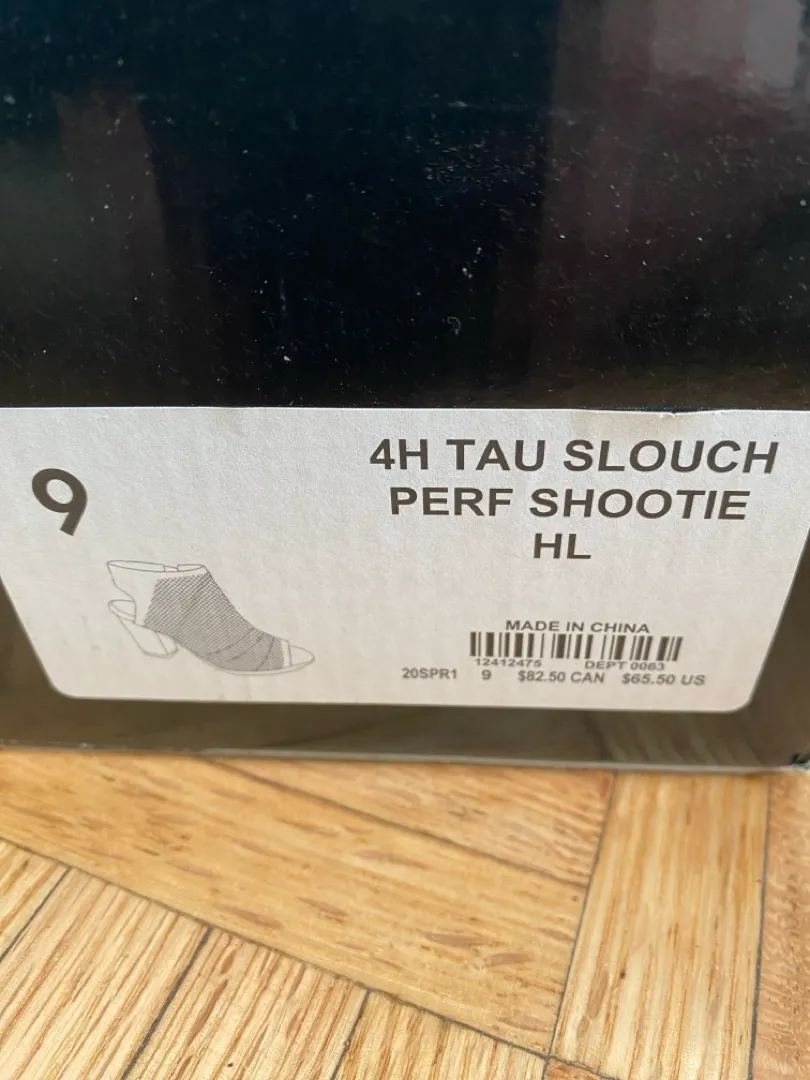 9
4H TAU SLOUCH
PERF SHOOTIE
HL
MADE IN CHINA
12412475 DEPT 0063
20SPR1 9 $82.50 CAN $65.50 US